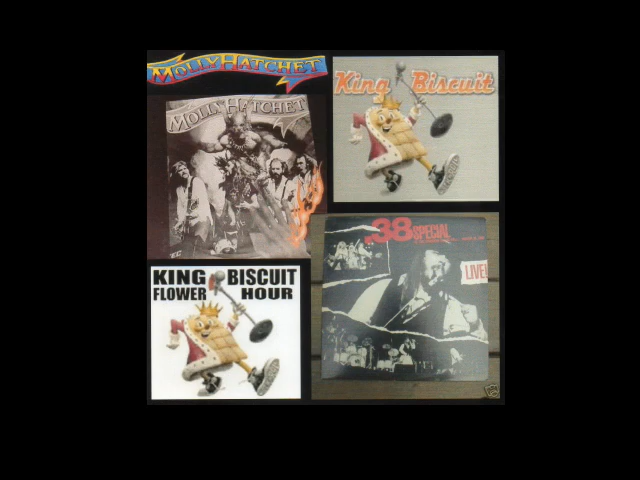 MOLLY HATCHET
MOLLY HATCHET
King Biscuit
.38 SPECIAL
LIVE!
KING BISCUIT
FLOWER HOUR